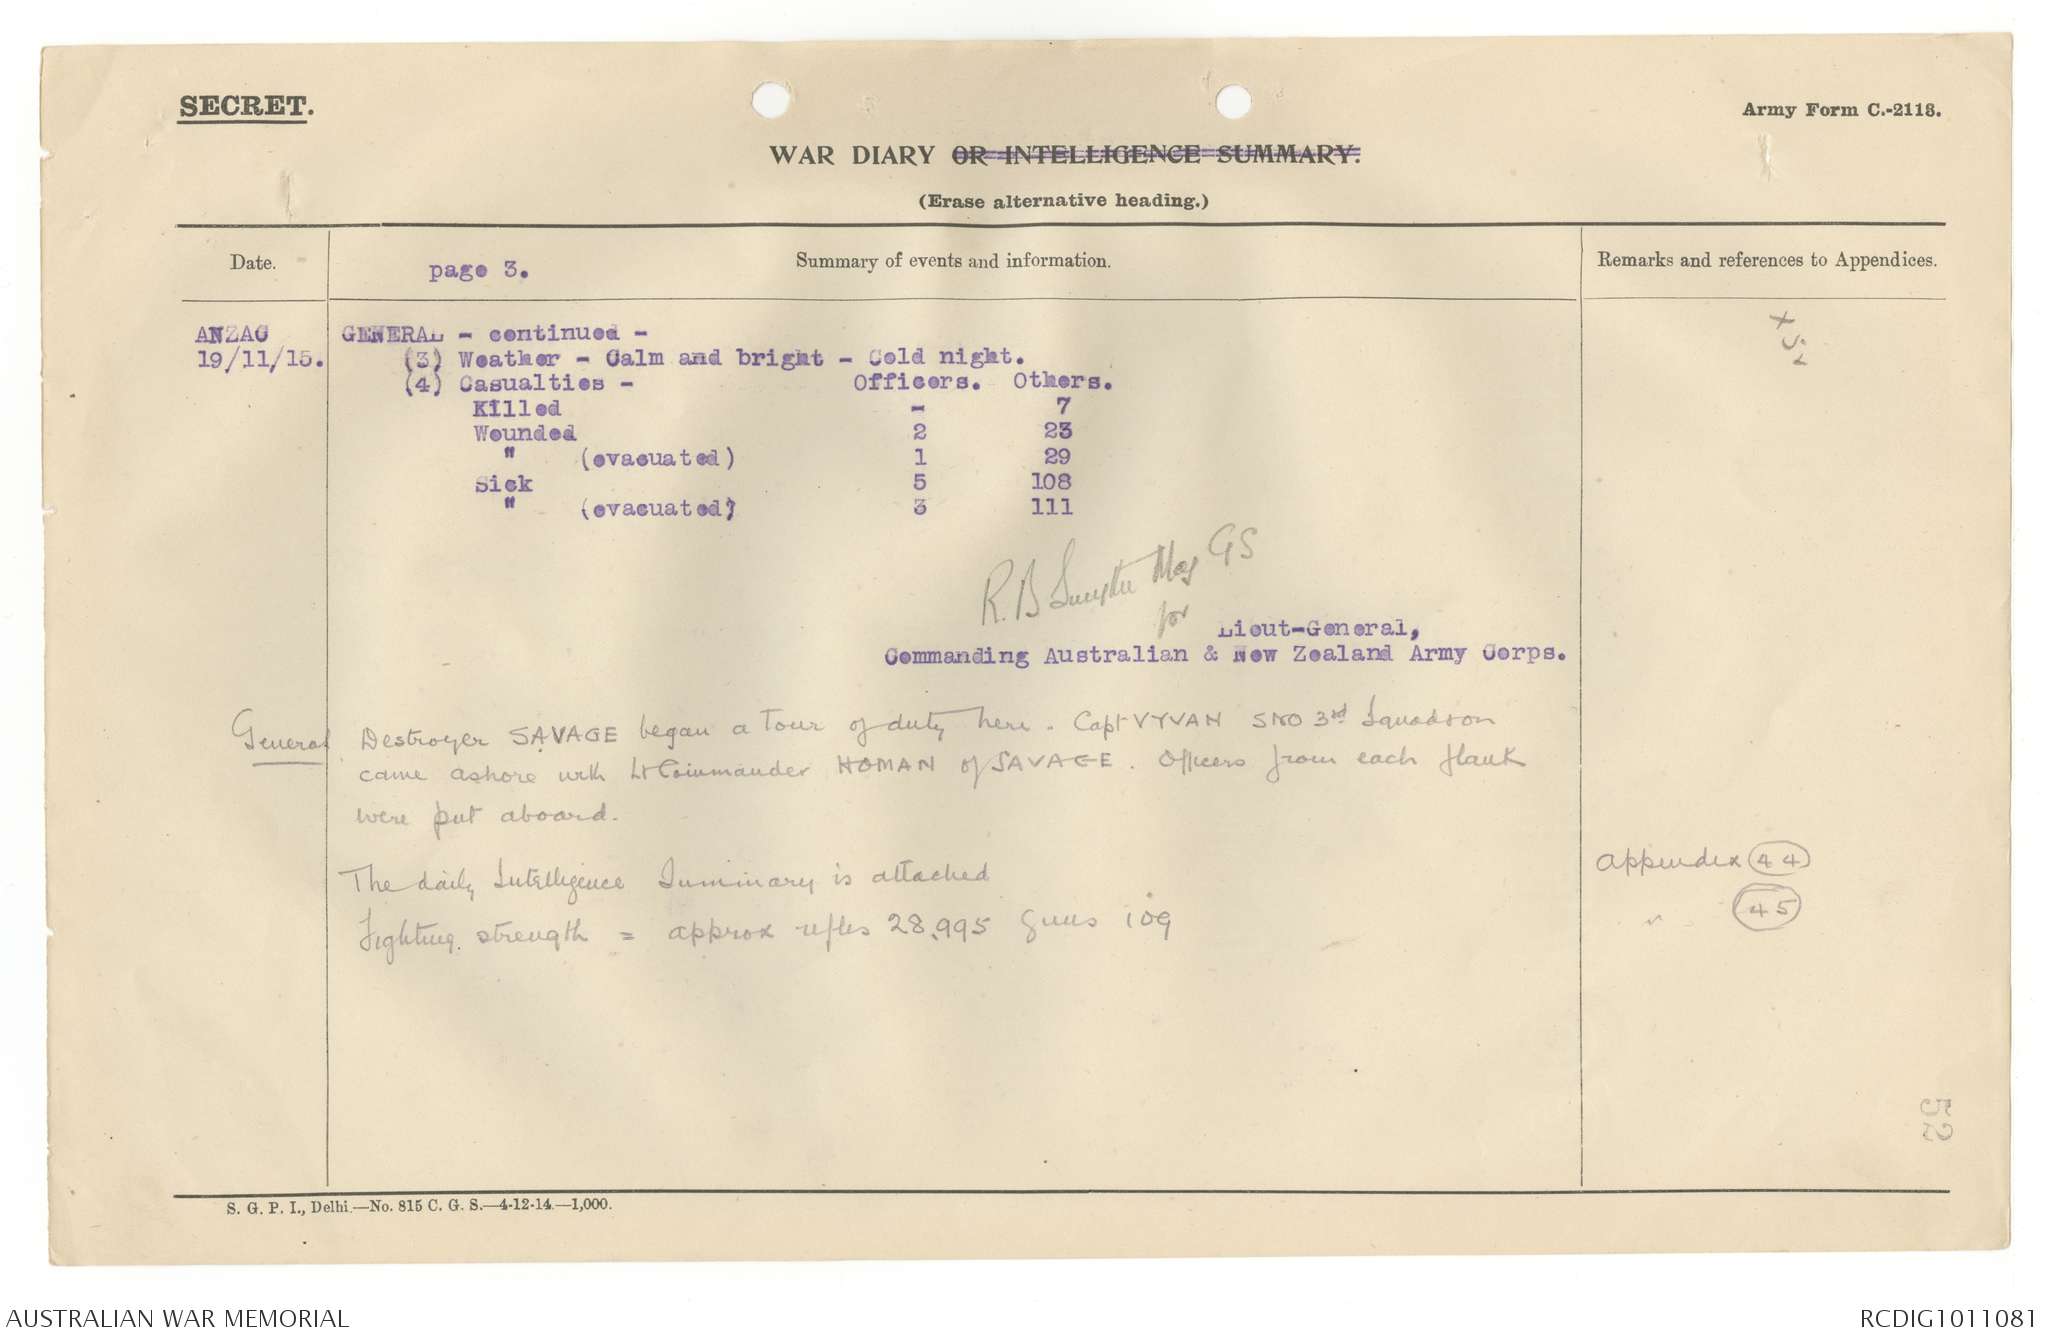 SECRET.
Army Form C.-2118.
WAR DIARY OR INTELLIGENCE SUMMARY.
(Erase alternative heading.)
Date.
page 3.
Summary of events and information.
Remarks and references to Appendices.
ANZAC
19/11/15.
GENERAL - continued -
(3) Weather - Calm and bright - Cold night.
(4) Casualties - Officers. Others.
Killed - 7
Wounded 2 23
" (evacuated) 1 29
Sick 5 108
" (evacuated) 3 111
R. B Smythe Maj GS
for Lieut-General,
Commanding Australian & New Zealand Army Corps.
General Destroyer SAVAGE began a Tour of duty here. Capt VYVAN SNO 3rd Squadron
came ashore with Lt Commander HOMAN of SAVAGE. Officers from each flank
were put aboard.
The daily Intelligence Summary is attached
appendix 44
Fighting strength = approx rifles 28,995 Guns 109
" 45
52
S. G. P. I., Delhi.—No. 815 C. G. S.—4-12-14.—1,000.
AUSTRALIAN WAR MEMORIAL
RCDIG1011081